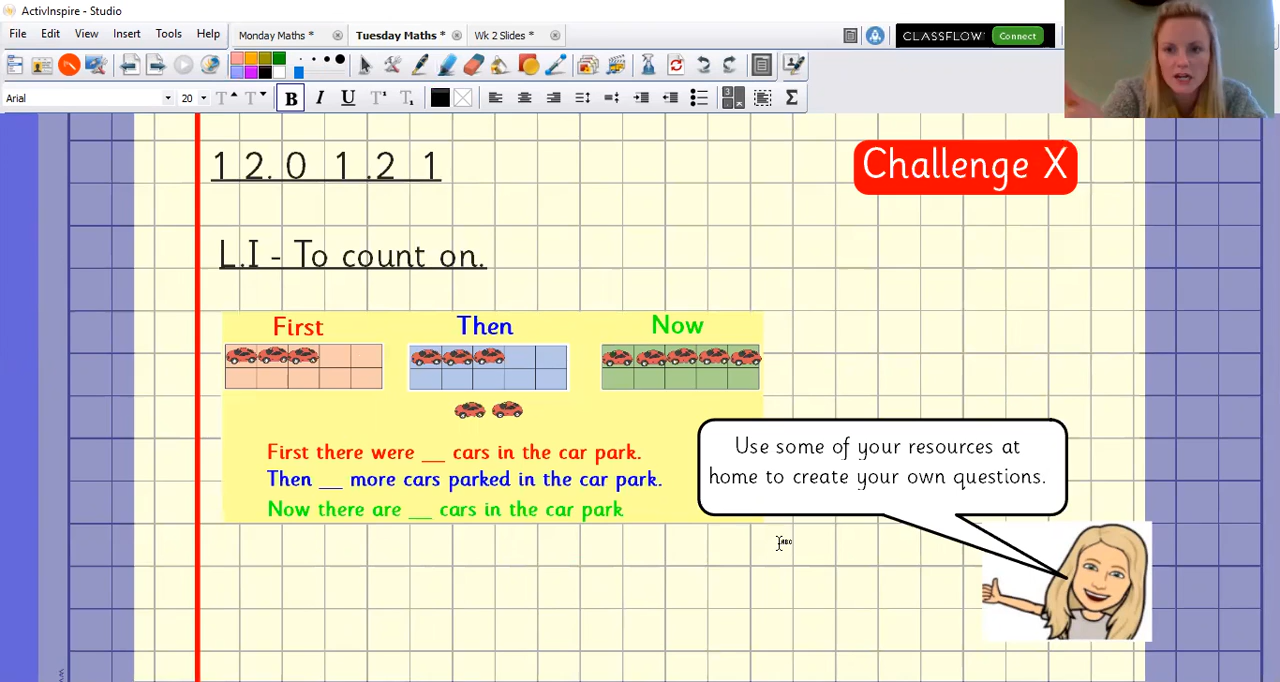 ActivInspire - Studio
File Edit View Insert Tools Help
Monday Maths * Tuesday Maths * Wk 2 Slides *
CLASSFLOW Connect
Arial 20 B I U
12.01.21
Challenge X
L.I - To count on.
First Then Now
First there were __ cars in the car park.
Then __ more cars parked in the car park.
Now there are __ cars in the car park
Use some of your resources at
home to create your own questions.